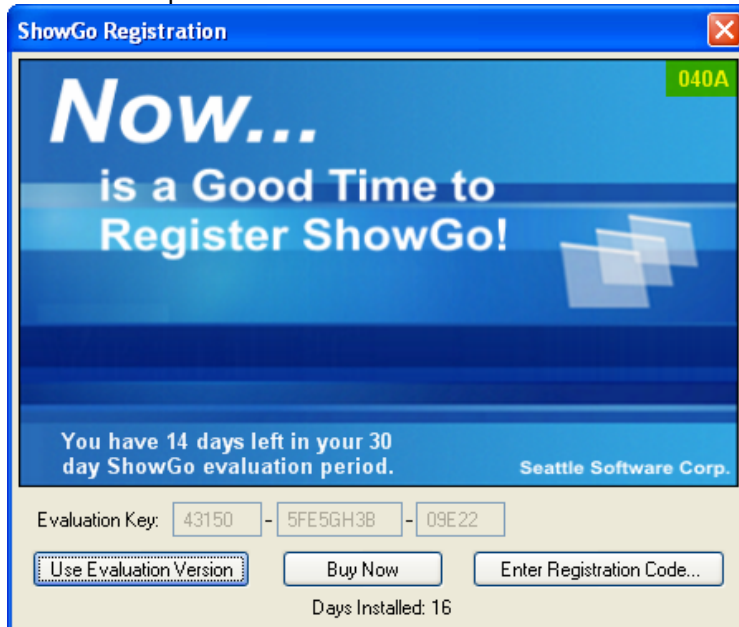 ShowGo Registration
040A
Now...
is a Good Time to
Register ShowGo!
You have 14 days left in your 30
day ShowGo evaluation period.
Seattle Software Corp.
Evaluation Key: 43150 - 5FE5GH3B - 09E22
Use Evaluation Version Buy Now Enter Registration Code...
Days Installed: 16